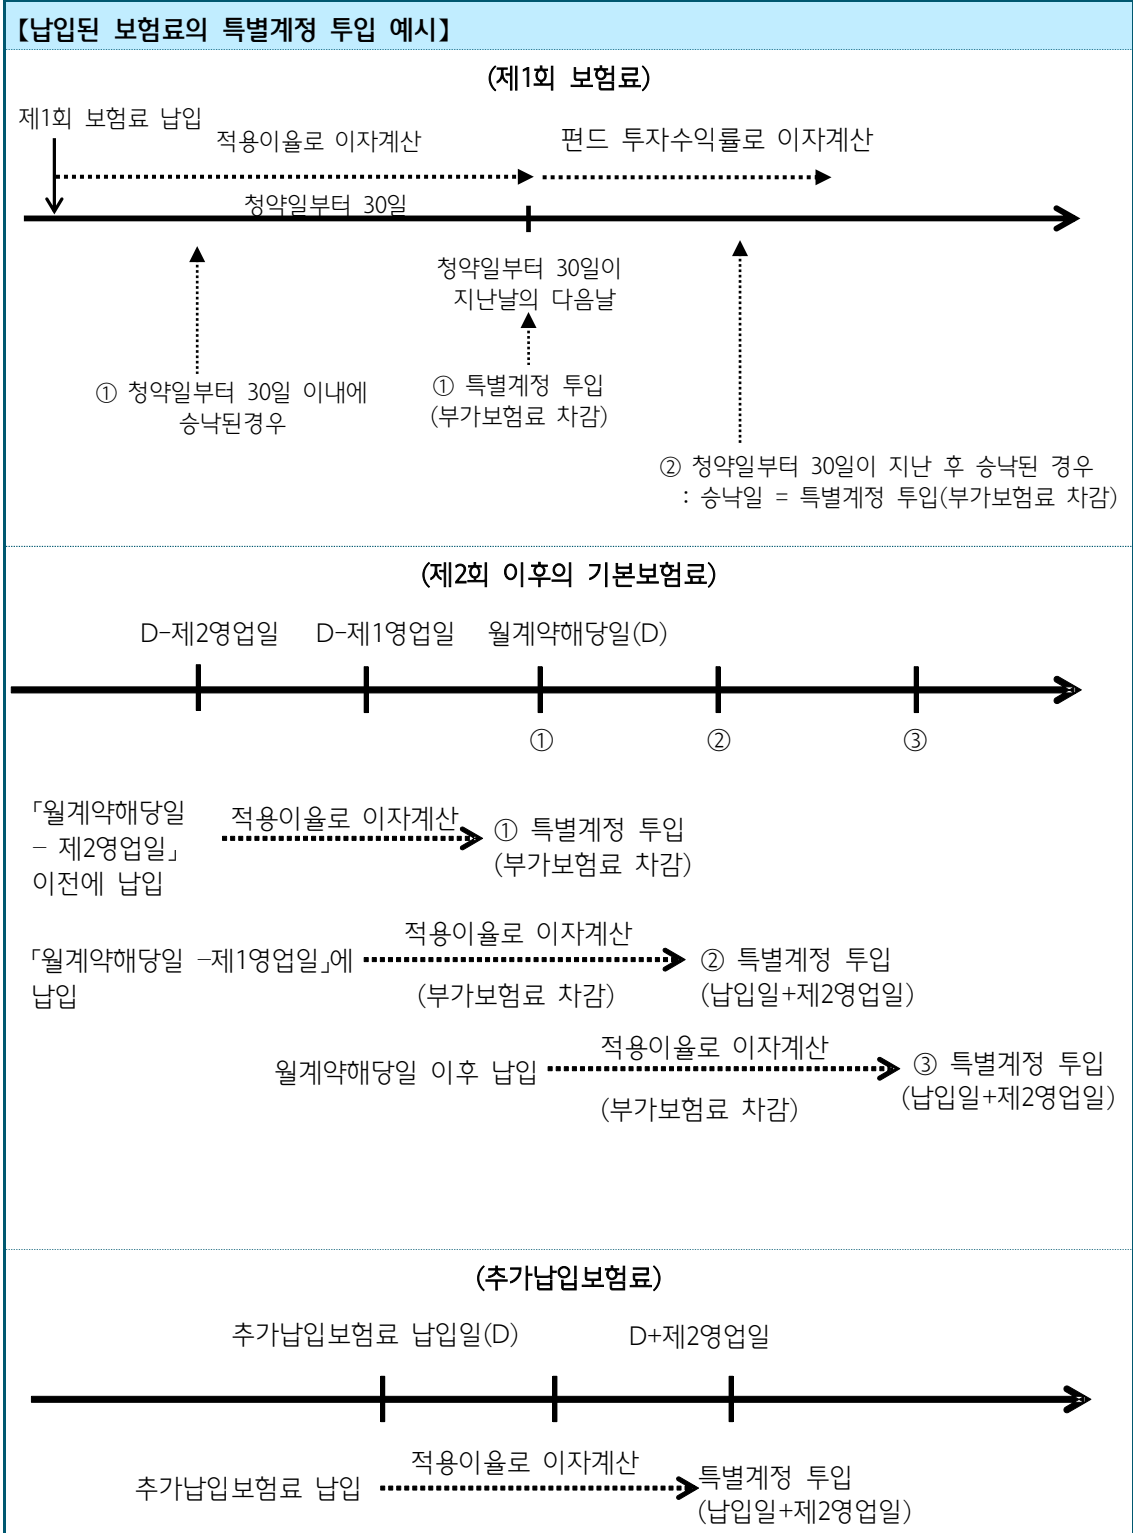 【납입된 보험료의 특별계정 투입 예시】
(제1회 보험료)
제1회 보험료 납입
적용이율로 이자계산
펀드 투자수익률로 이자계산
청약일부터 30일
청약일부터 30일이
지난날의 다음날
① 청약일부터 30일 이내에
승낙된경우
① 특별계정 투입
(부가보험료 차감)
② 청약일부터 30일이 지난 후 승낙된 경우
: 승낙일 = 특별계정 투입(부가보험료 차감)
(제2회 이후의 기본보험료)
D-제2영업일
D-제1영업일
월계약해당일(D)
①
②
③
「월계약해당일
- 제2영업일」
이전에 납입
적용이율로 이자계산
① 특별계정 투입
(부가보험료 차감)
「월계약해당일 -제1영업일」에
납입
적용이율로 이자계산
(부가보험료 차감)
② 특별계정 투입
(납입일+제2영업일)
월계약해당일 이후 납입
적용이율로 이자계산
(부가보험료 차감)
③ 특별계정 투입
(납입일+제2영업일)
(추가납입보험료)
추가납입보험료 납입일(D)
D+제2영업일
추가납입보험료 납입
적용이율로 이자계산
특별계정 투입
(납입일+제2영업일)